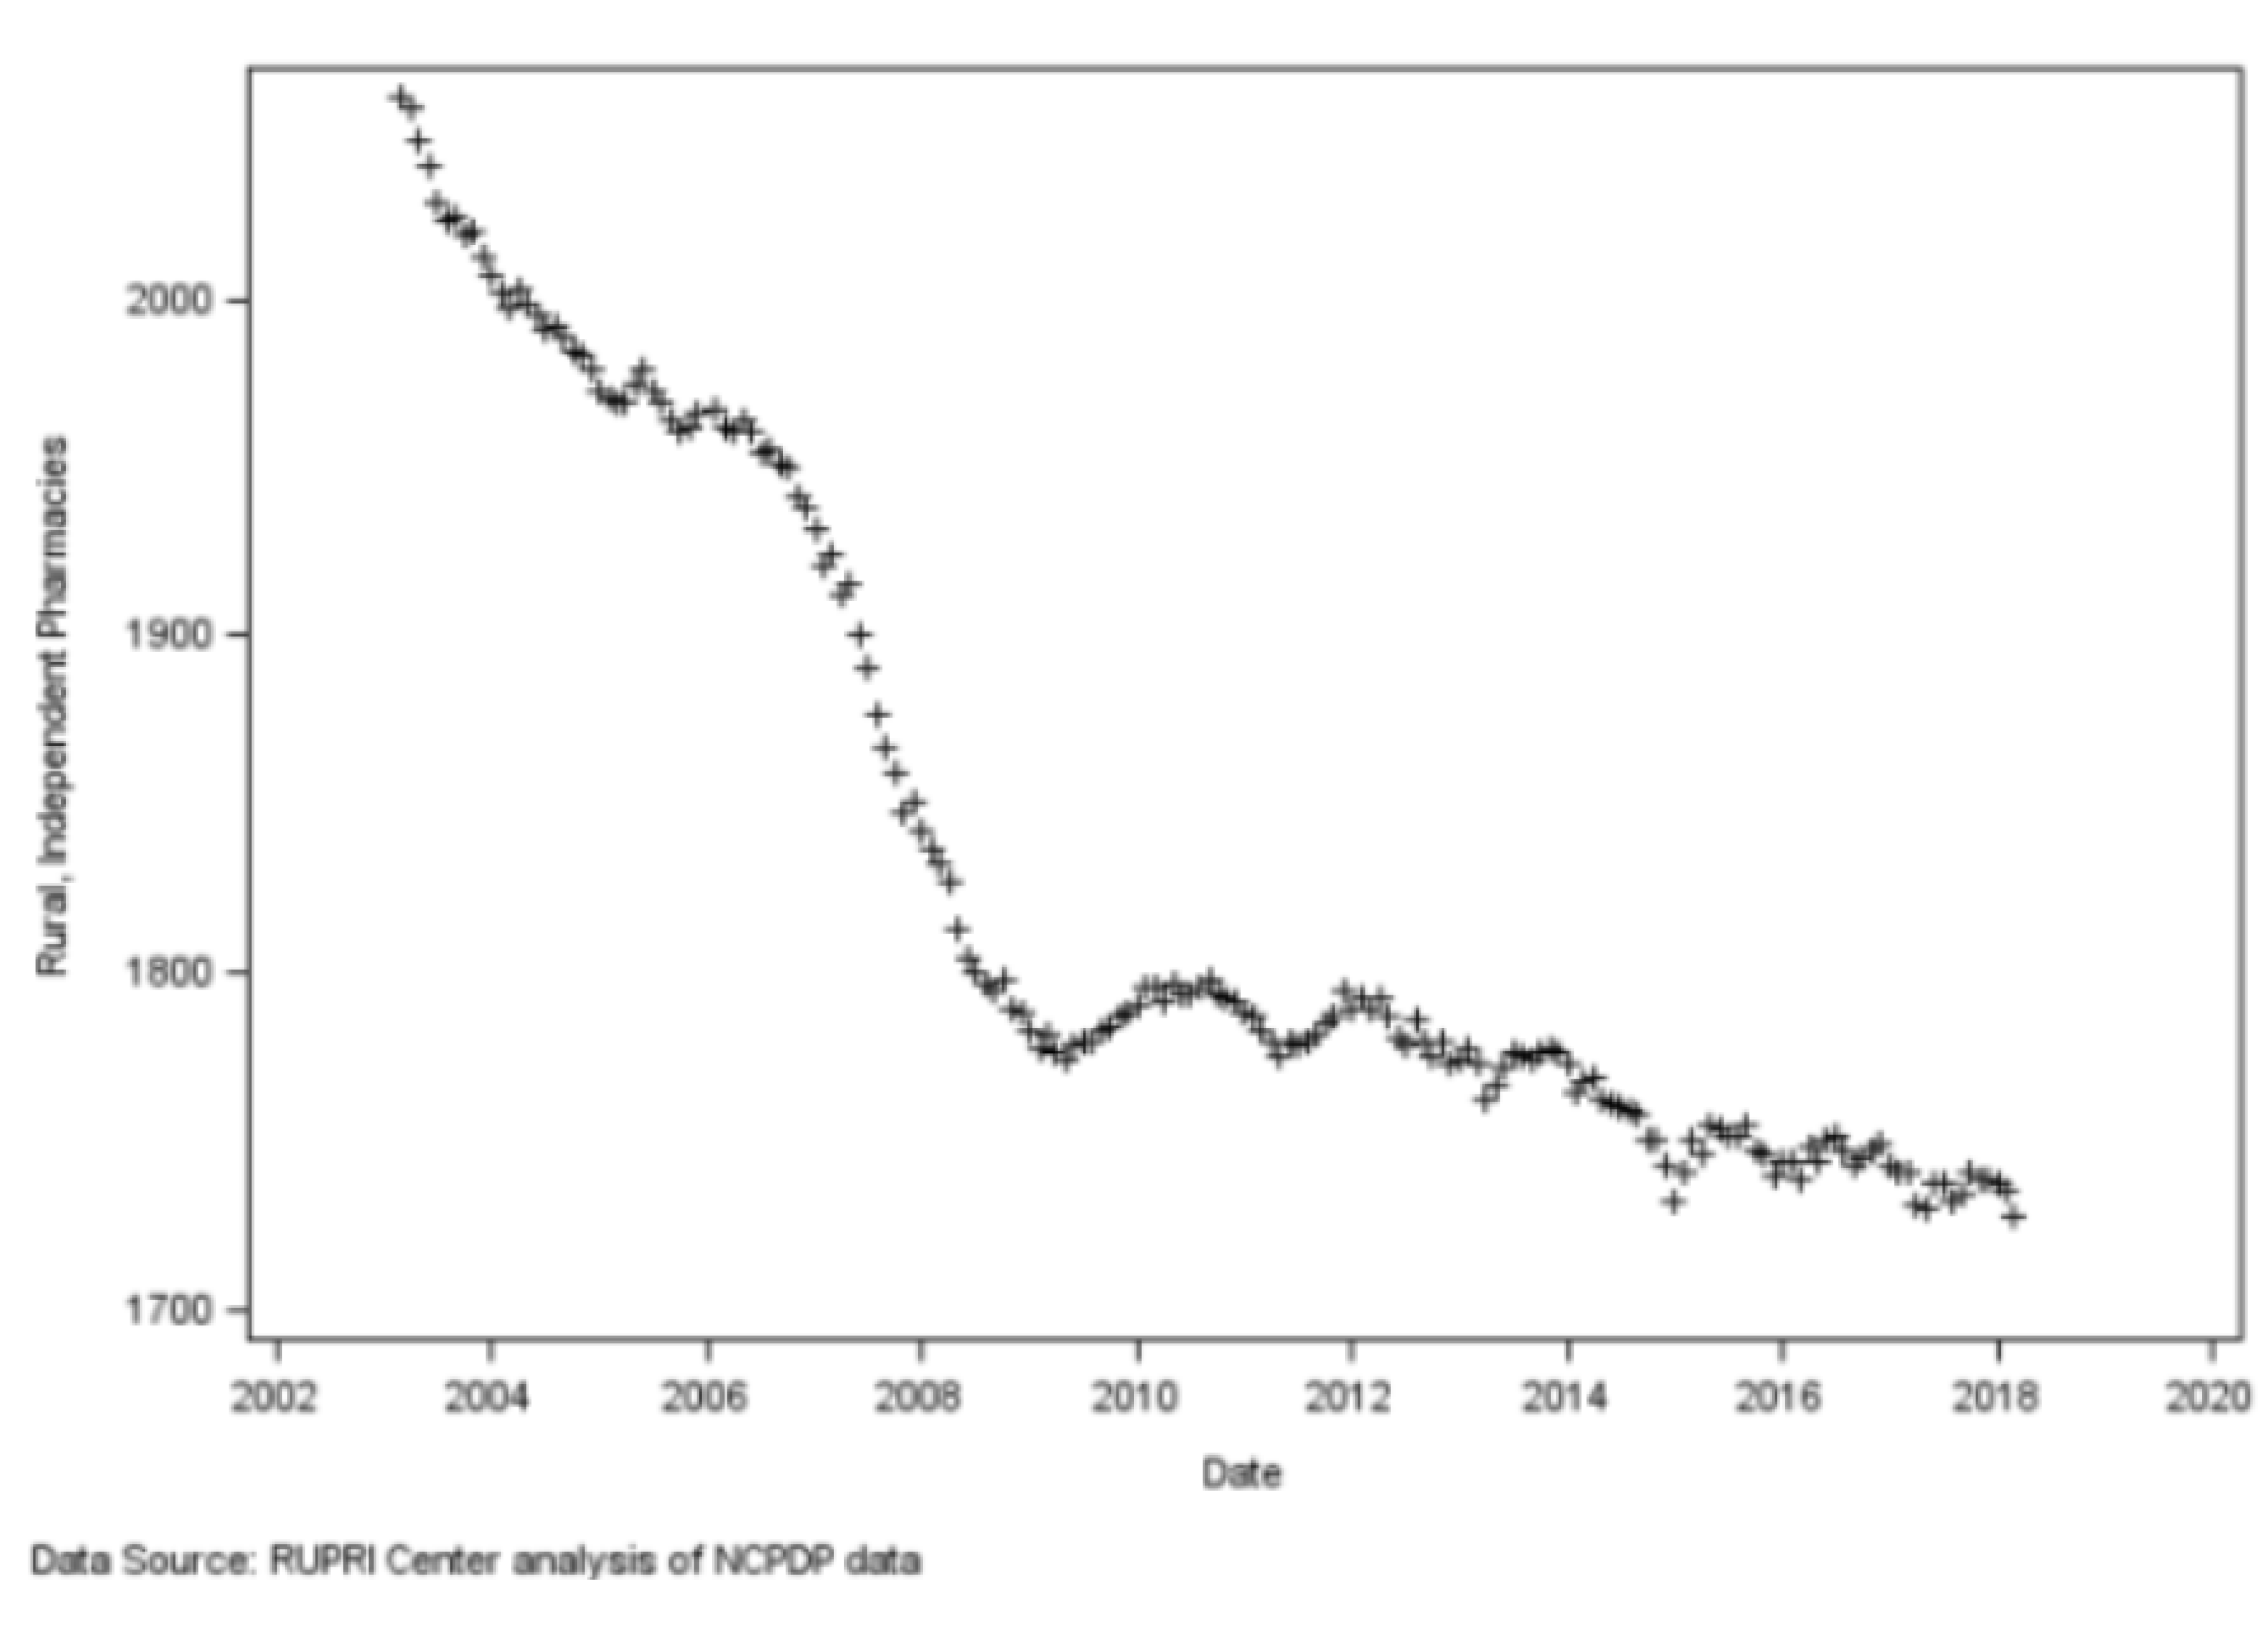 Rural, Independent Pharmacies
2000
1900
1800
1700
2002 2004 2006 2008 2010 2012 2014 2016 2018 2020
Date
Data Source: RUPRI Center analysis of NCPDP data